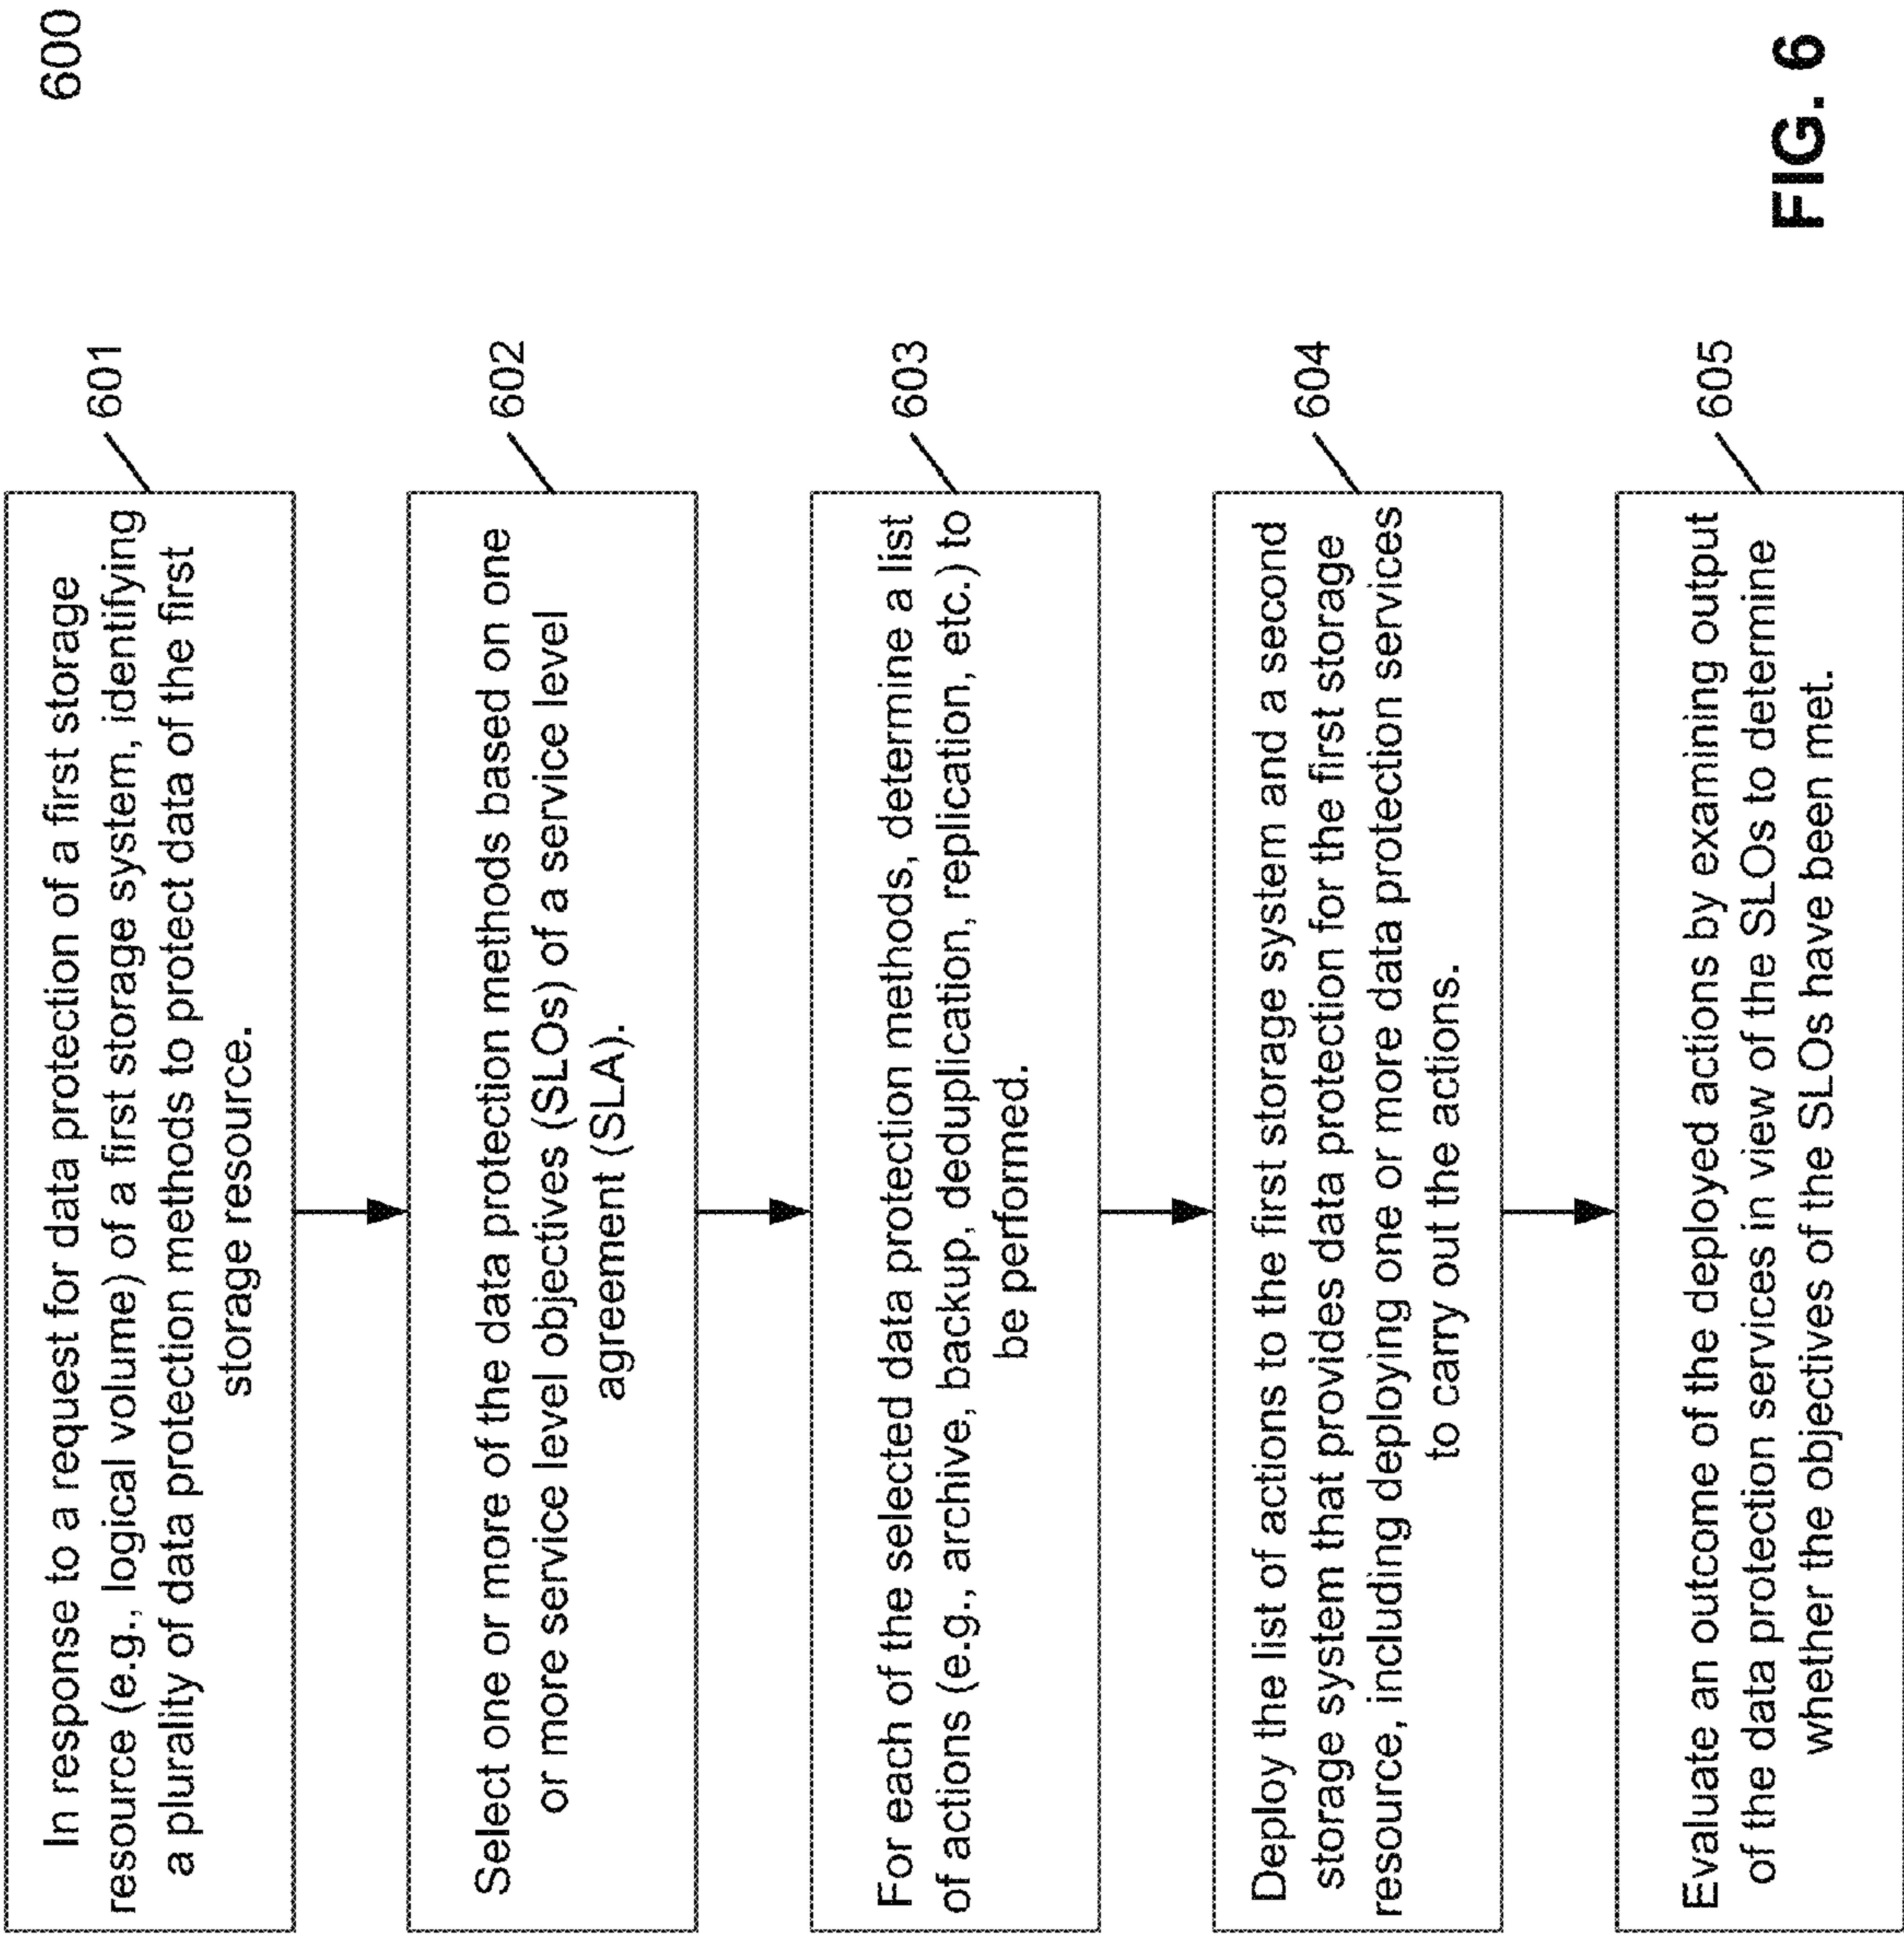 600
In response to a request for data protection of a first storage
resource (e.g., logical volume) of a first storage system, identifying
a plurality of data protection methods to protect data of the first
storage resource.
601
Select one or more of the data protection methods based on one
or more service level objectives (SLOs) of a service level
agreement (SLA).
602
For each of the selected data protection methods, determine a list
of actions (e.g., archive, backup, deduplication, replication, etc.) to
be performed.
603
Deploy the list of actions to the first storage system and a second
storage system that provides data protection for the first storage
resource, including deploying one or more data protection services
to carry out the actions.
604
Evaluate an outcome of the deployed actions by examining output
of the data protection services in view of the SLOs to determine
whether the objectives of the SLOs have been met.
605
FIG. 6